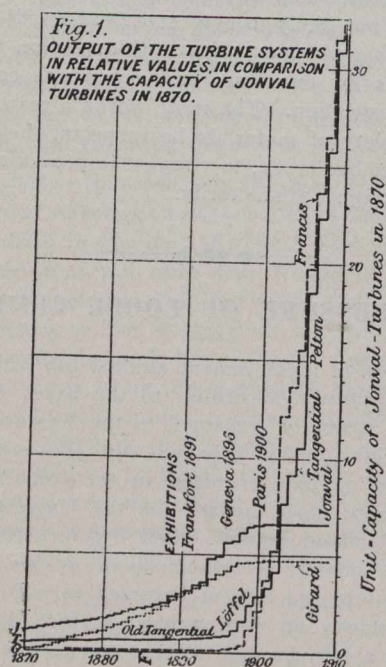 Fig. 1.
OUTPUT OF THE TURBINE SYSTEMS
IN RELATIVE VALUES, IN COMPARISON
WITH THE CAPACITY OF JONVAL
TURBINES IN 1870.
30
20
10
Unit-Capacity of Jonval-Turbines in 1870
Francis
Pelton
Tangential
Jonval
Girard
EXHIBITIONS
Frankfort 1891
Geneva 1896
Paris 1900
Löffel
Old Tangential
J
T
G
F
1870
1880
1890
1900
1910